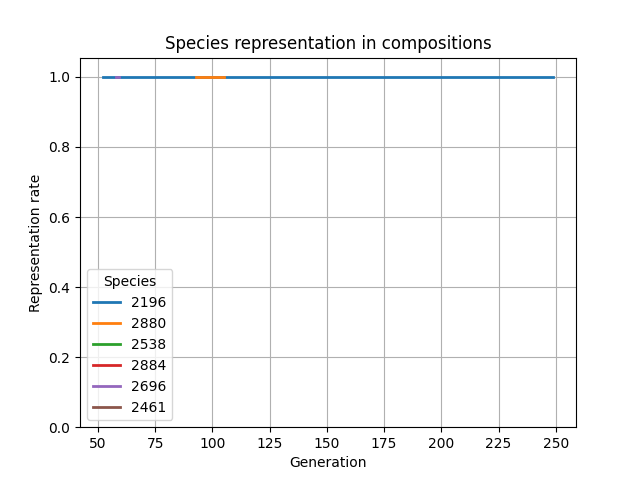 Species representation in compositions
Representation rate
1.0
0.8
0.6
0.4
0.2
0.0
Species
2196
2880
2538
2884
2696
2461
50 75 100 125 150 175 200 225 250
Generation